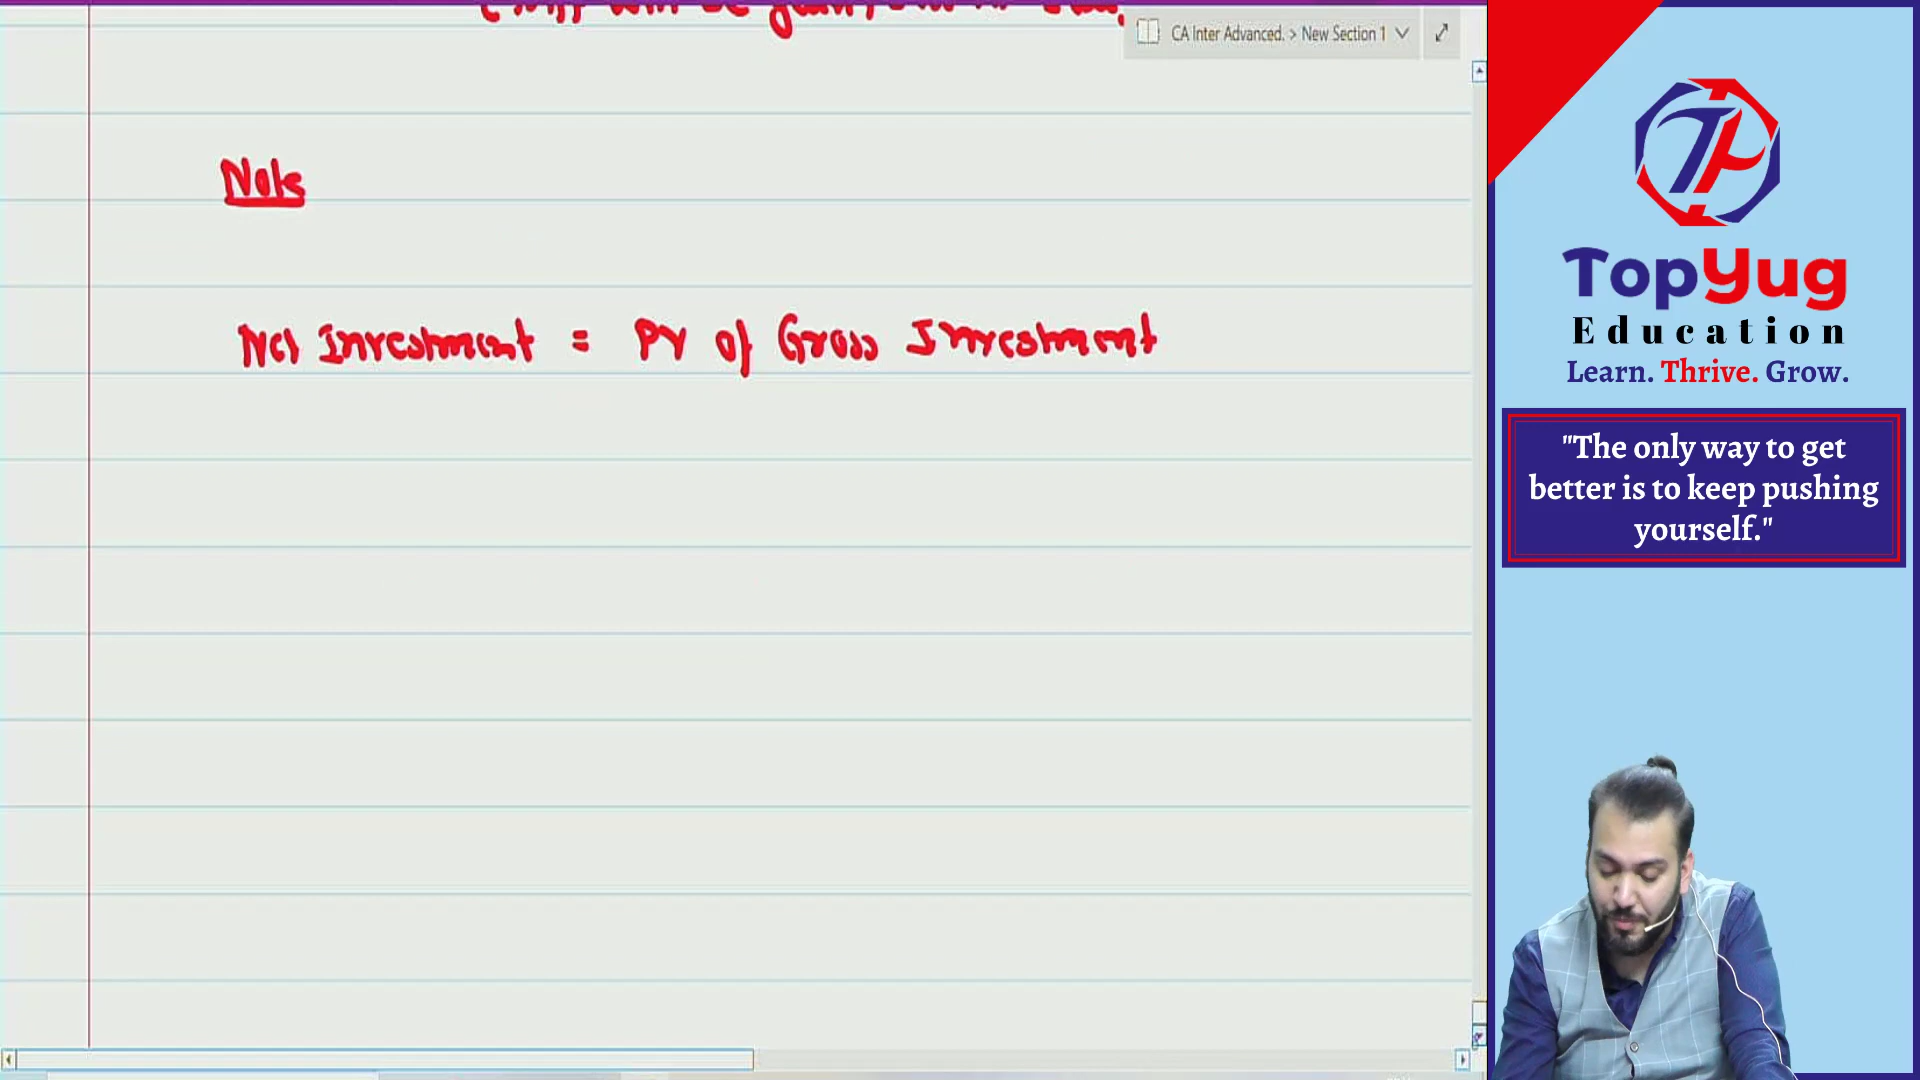 CA Inter Advanced. > New Section 1
Note
Net Investment = PV of Gross Investment
TopYug
Education
Learn. Thrive. Grow.
"The only way to get
better is to keep pushing
yourself."